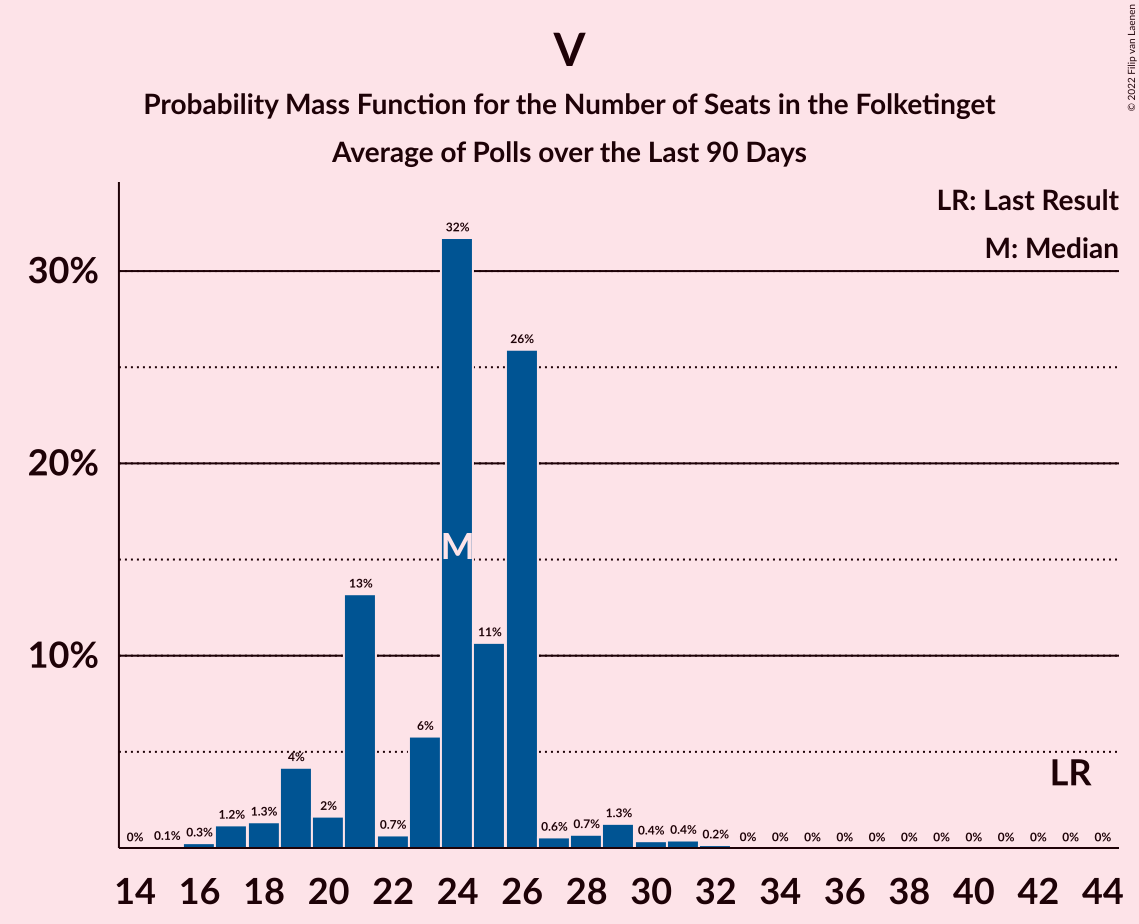 V
Probability Mass Function for the Number of Seats in the Folketinget
Average of Polls over the Last 90 Days
© 2022 Filip van Laenen
LR: Last Result
M: Median
30%
20%
10%
0% 0.1% 0.3% 1.2% 1.3% 4% 2% 13% 0.7% 6% 32% 11% 26% 0.6% 0.7% 1.3% 0.4% 0.4% 0.2% 0% 0% 0% 0% 0% 0% 0% 0% 0% 0% 0% 0%
M
LR
14 16 18 20 22 24 26 28 30 32 34 36 38 40 42 44